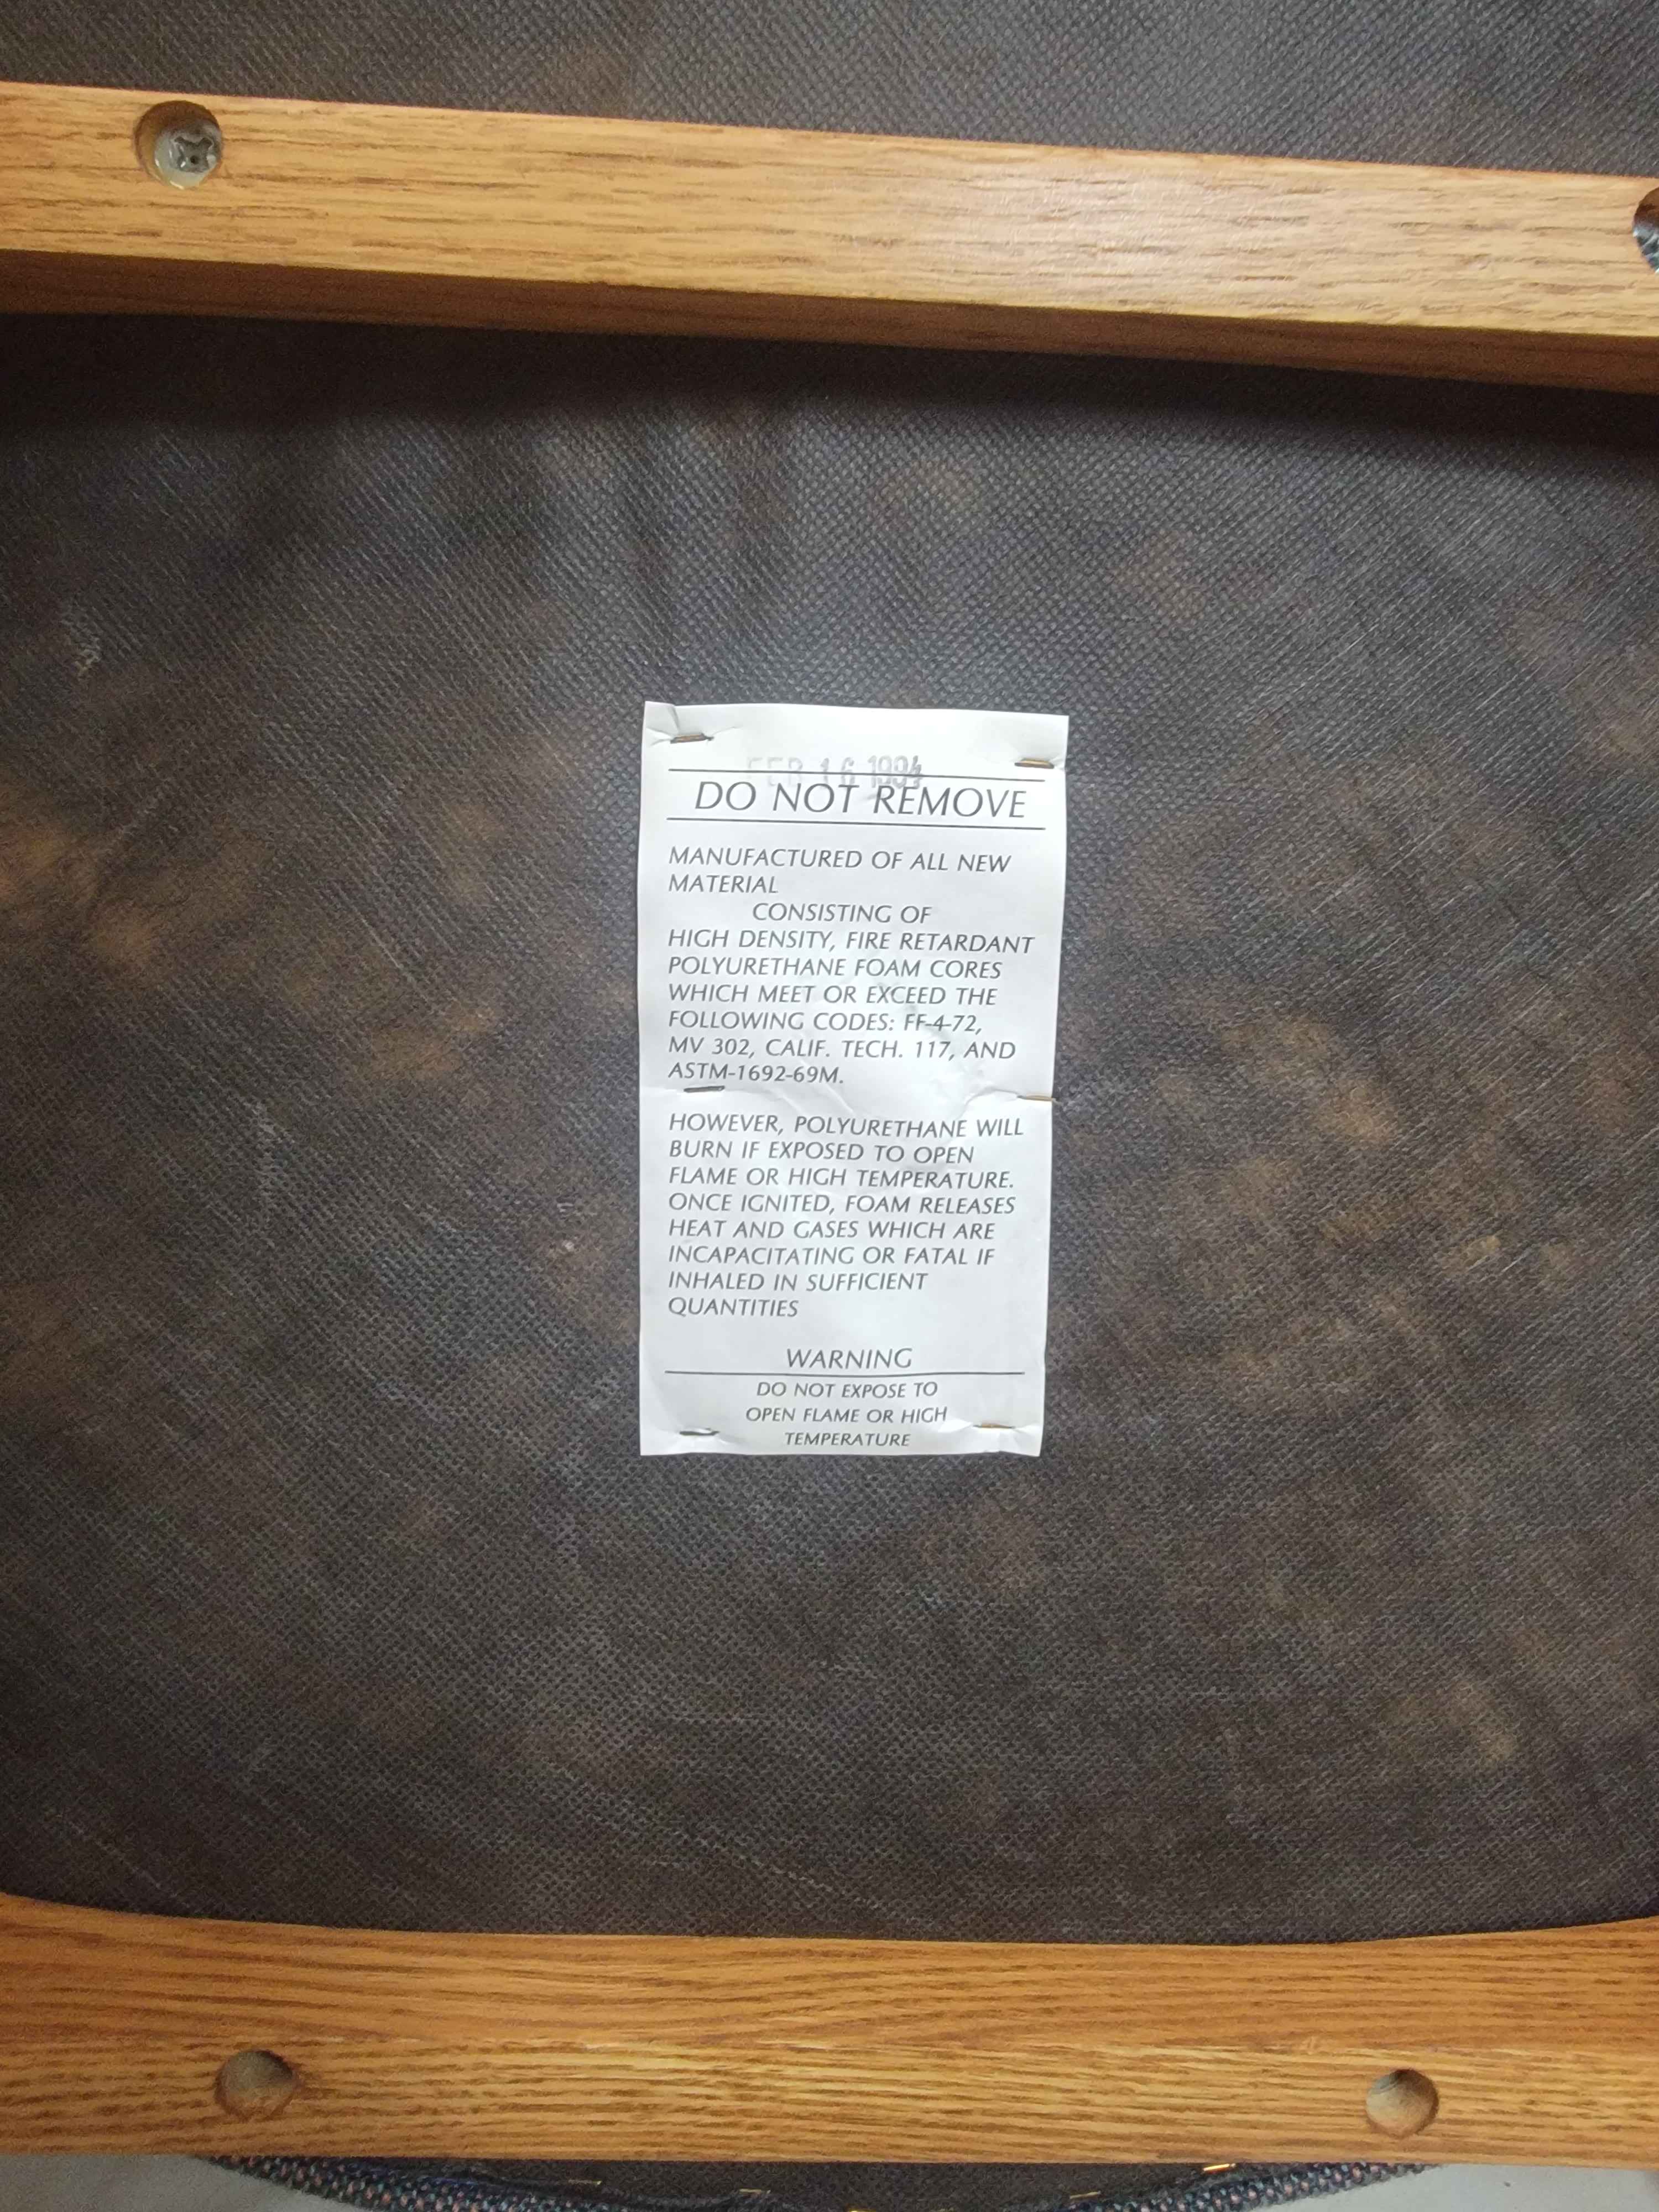 FEB 16 1994
DO NOT REMOVE
MANUFACTURED OF ALL NEW
MATERIAL
CONSISTING OF
HIGH DENSITY, FIRE RETARDANT
POLYURETHANE FOAM CORES
WHICH MEET OR EXCEED THE
FOLLOWING CODES: FF-4-72,
MV 302, CALIF. TECH. 117, AND
ASTM-1692-69M.
HOWEVER, POLYURETHANE WILL
BURN IF EXPOSED TO OPEN
FLAME OR HIGH TEMPERATURE.
ONCE IGNITED, FOAM RELEASES
HEAT AND GASES WHICH ARE
INCAPACITATING OR FATAL IF
INHALED IN SUFFICIENT
QUANTITIES
WARNING
DO NOT EXPOSE TO
OPEN FLAME OR HIGH
TEMPERATURE